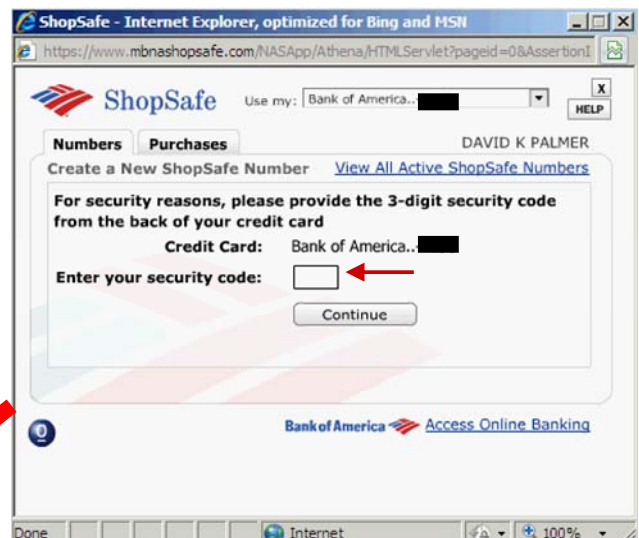 ShopSafe - Internet Explorer, optimized for Bing and MSN
https://www.mbnashopsafe.com/NASApp/Athena/HTMLServlet?pageid=0&AssertionI
ShopSafe Use my: Bank of America.. X
HELP
Numbers Purchases DAVID K PALMER
Create a New ShopSafe Number View All Active ShopSafe Numbers
For security reasons, please provide the 3-digit security code
from the back of your credit card
Credit Card: Bank of America..
Enter your security code:
Continue
Bank of America Access Online Banking
Done Internet 100%